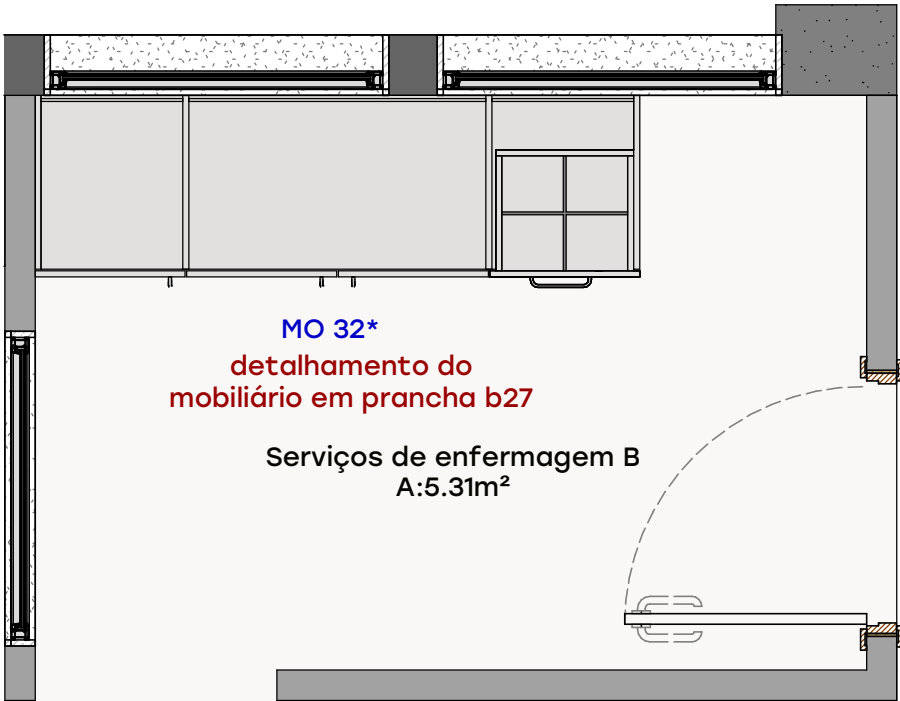 MO 32*
detalhamento do
mobiliário em prancha b27
Serviços de enfermagem B
A:5.31m²